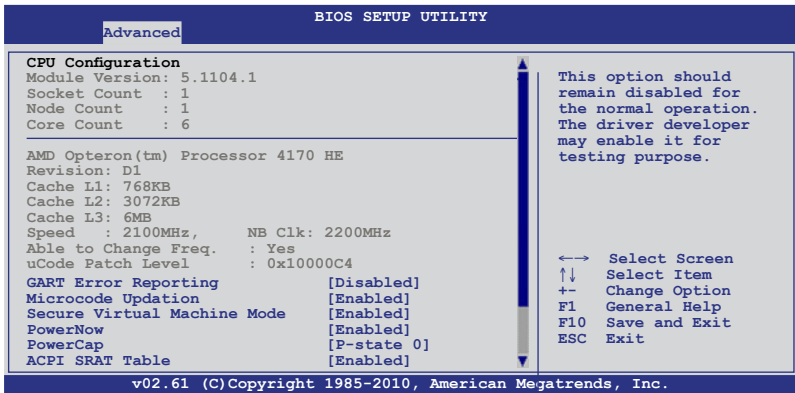 BIOS SETUP UTILITY
Advanced
CPU Configuration
Module Version: 5.1104.1
Socket Count : 1
Node Count : 1
Core Count : 6
AMD Opteron(tm) Processor 4170 HE
Revision: D1
Cache L1: 768KB
Cache L2: 3072KB
Cache L3: 6MB
Speed : 2100MHz, NB Clk: 2200MHz
Able to Change Freq. : Yes
uCode Patch Level : 0x10000C4
GART Error Reporting [Disabled]
Microcode Updation [Enabled]
Secure Virtual Machine Mode [Enabled]
PowerNow [Enabled]
PowerCap [P-state 0]
ACPI SRAT Table [Enabled]
This option should
remain disabled for
the normal operation.
The driver developer
may enable it for
testing purpose.
←→ Select Screen
↑↓ Select Item
+- Change Option
F1 General Help
F10 Save and Exit
ESC Exit
v02.61 (C)Copyright 1985-2010, American Megatrends, Inc.